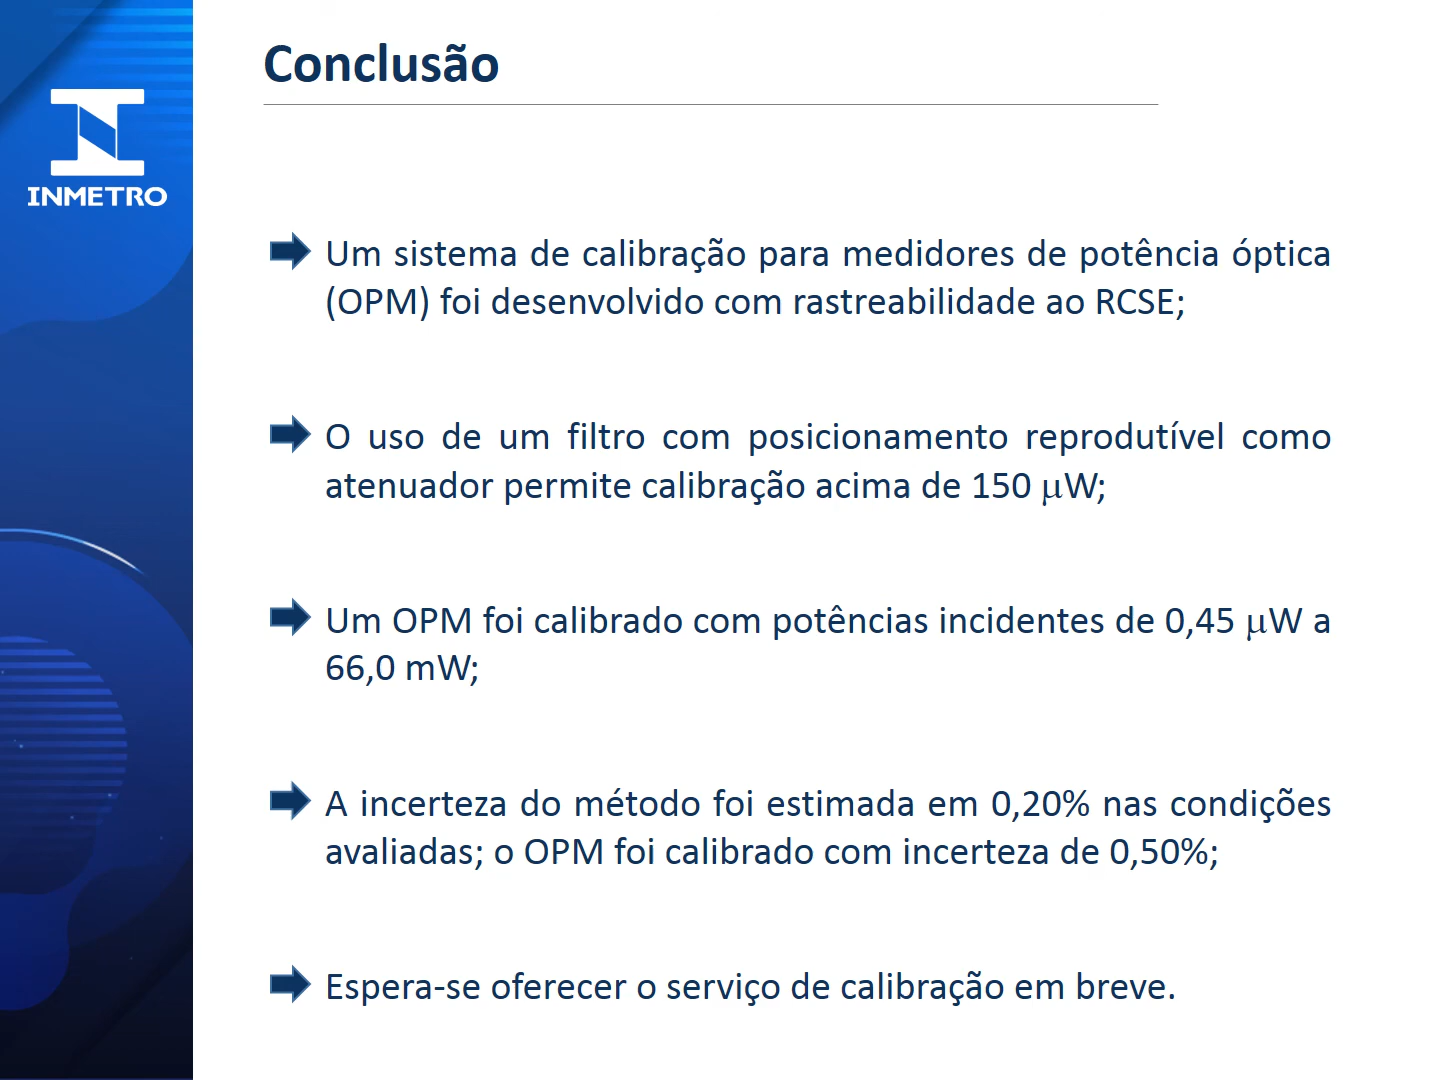 Conclusão
INMETRO
Um sistema de calibração para medidores de potência óptica
(OPM) foi desenvolvido com rastreabilidade ao RCSE;
O uso de um filtro com posicionamento reprodutível como
atenuador permite calibração acima de 150 μW;
Um OPM foi calibrado com potências incidentes de 0,45 μW a
66,0 mW;
A incerteza do método foi estimada em 0,20% nas condições
avaliadas; o OPM foi calibrado com incerteza de 0,50%;
Espera-se oferecer o serviço de calibração em breve.